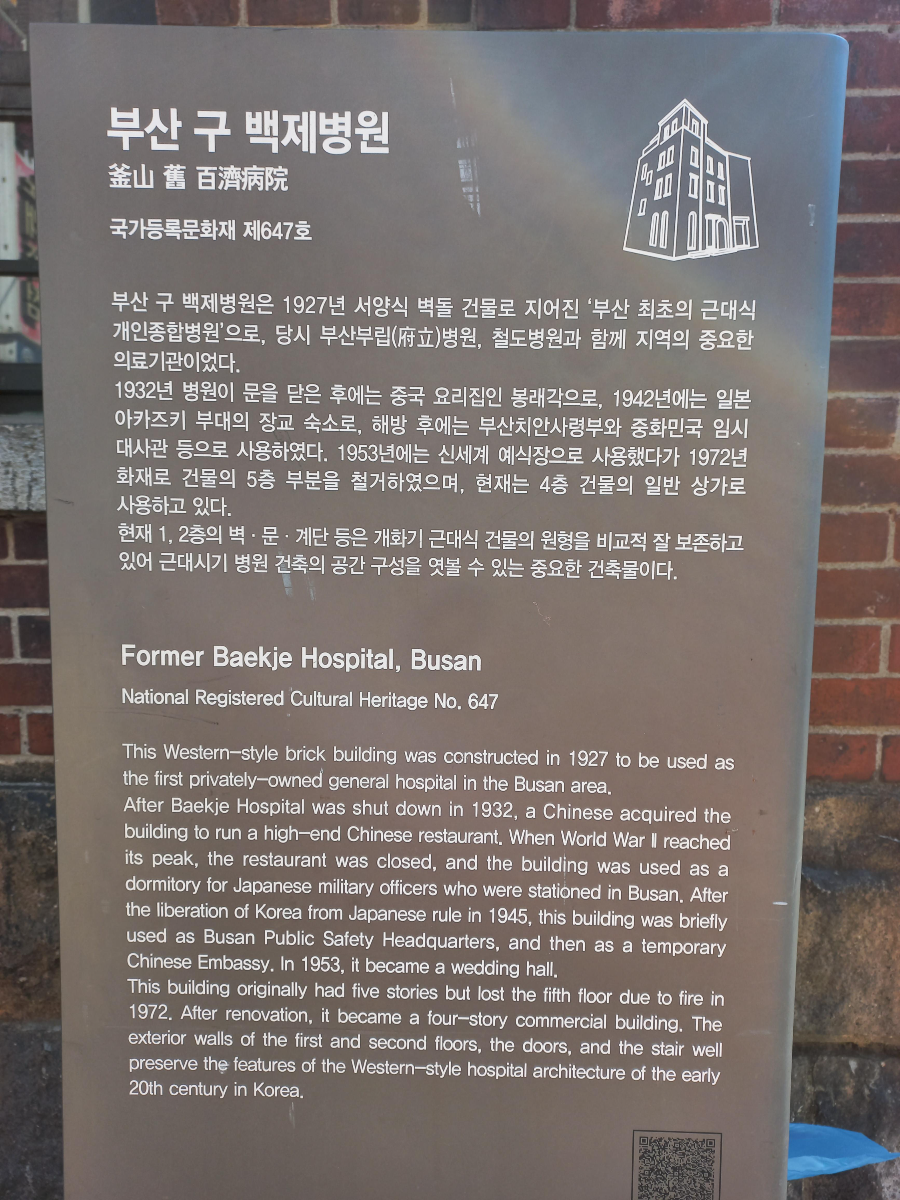 부산 구 백제병원
釜山 舊 百濟病院
국가등록문화재 제647호
부산 구 백제병원은 1927년 서양식 벽돌 건물로 지어진 ‘부산 최초의 근대식
개인종합병원’으로, 당시 부산부립(府立)병원, 철도병원과 함께 지역의 중요한
의료기관이었다.
1932년 병원이 문을 닫은 후에는 중국 요리집인 봉래각으로, 1942년에는 일본
아카즈키 부대의 장교 숙소로, 해방 후에는 부산치안사령부와 중화민국 임시
대사관 등으로 사용하였다. 1953년에는 신세계 예식장으로 사용했다가 1972년
화재로 건물의 5층 부분을 철거하였으며, 현재는 4층 건물의 일반 상가로
사용하고 있다.
현재 1, 2층의 벽·문·계단 등은 개화기 근대식 건물의 원형을 비교적 잘 보존하고
있어 근대시기 병원 건축의 공간 구성을 엿볼 수 있는 중요한 건축물이다.
Former Baekje Hospital, Busan
National Registered Cultural Heritage No. 647
This Western-style brick building was constructed in 1927 to be used as
the first privately-owned general hospital in the Busan area.
After Baekje Hospital was shut down in 1932, a Chinese acquired the
building to run a high-end Chinese restaurant. When World War Ⅱ reached
its peak, the restaurant was closed, and the building was used as a
dormitory for Japanese military officers who were stationed in Busan. After
the liberation of Korea from Japanese rule in 1945, this building was briefly
used as Busan Public Safety Headquarters, and then as a temporary
Chinese Embassy. In 1953, it became a wedding hall.
This building originally had five stories but lost the fifth floor due to fire in
1972. After renovation, it became a four-story commercial building. The
exterior walls of the first and second floors, the doors, and the stair well
preserve the features of the Western-style hospital architecture of the early
20th century in Korea.